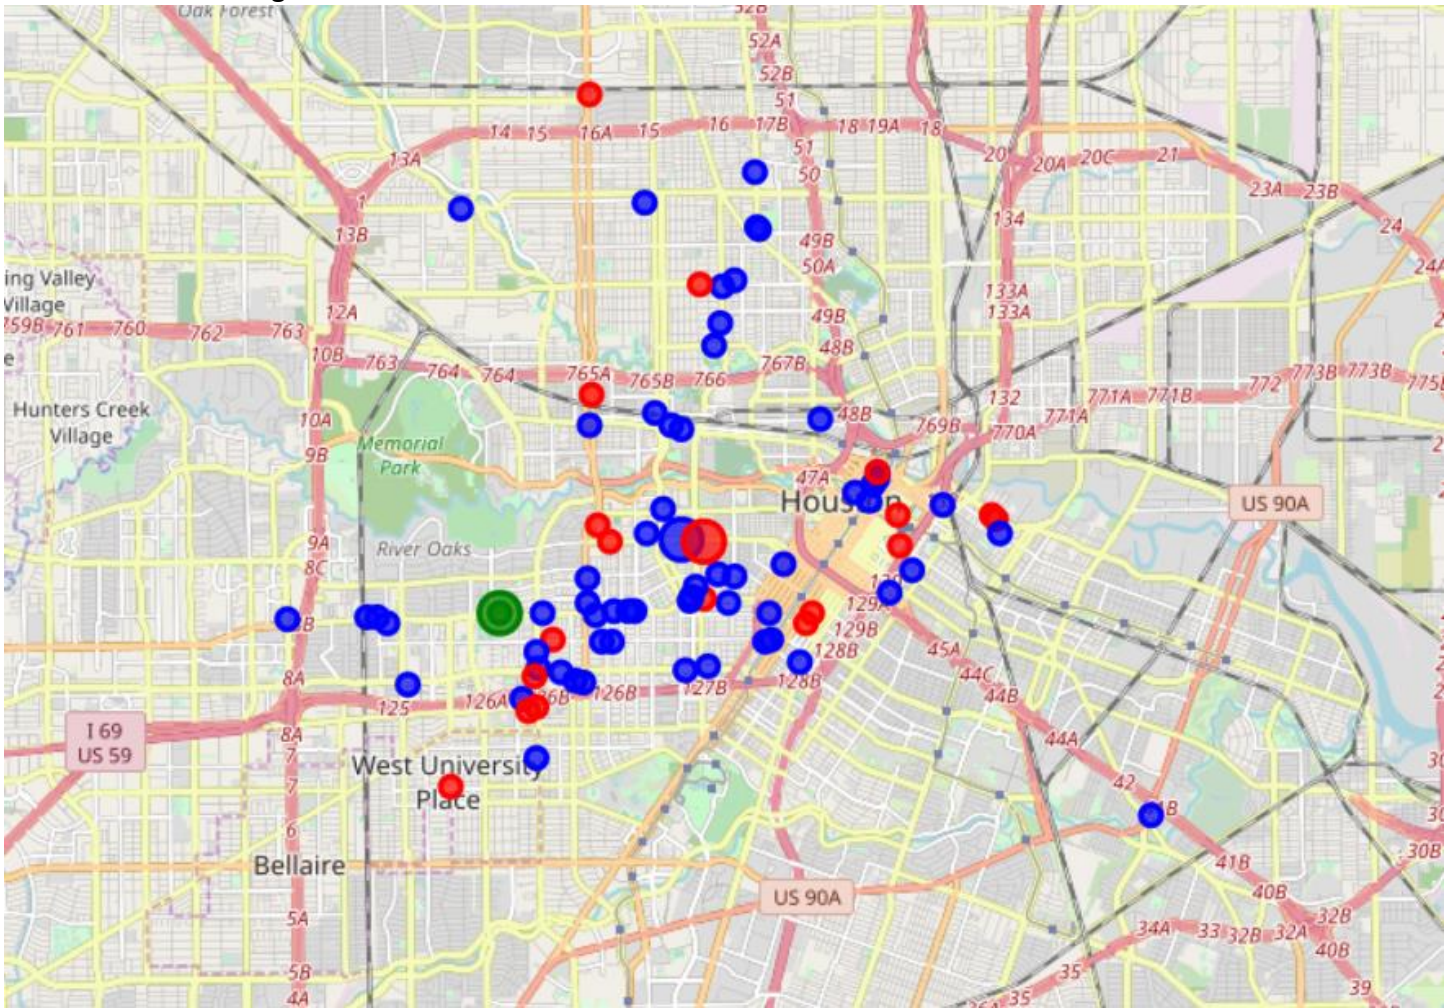 Oak Forest
52B
52A
52B
51
14 15 16A 15 16 17B 18 19A 18
13A
51
20
20A 20C 21
50
23A 23B
1
13B
134
24
49B
50A
24A
ing Valley
Village
133A
133A
12A
49B
759B 761 760 762 763
10B
48B
763 764 764 765A 765B 766 767B
772 773B 773B 775
771A 771B
132
Hunters Creek
Village
10A
48B
769B
771A
770A
Memorial
Park
9B
47A
Houston
US 90A
9A
River Oaks
8C
129A
B
129B
128B
45A
8A
44C
125 126A 126B 127B 128B
44B
I 69
US 59
8A
44A
7
West University
Place
42
7
6
Bellaire
41B
30B
40B
US 90A
5A
32B
34A 33 32B 32A
40B
5B
35
39
4A
35